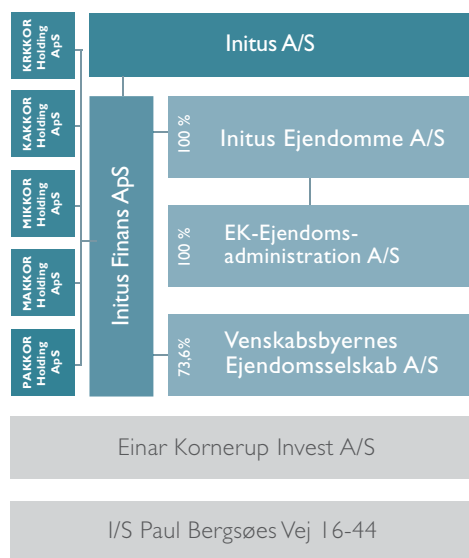 KRKKOR
Holding
ApS
KAKKOR
Holding
ApS
MIKKOR
Holding
ApS
MAKKOR
Holding
ApS
PAKKOR
Holding
ApS
Initus A/S
Initus Finans ApS
100 %
Initus Ejendomme A/S
100 %
EK-Ejendoms-
administration A/S
73,6%
Venskabsbyernes
Ejendomsselskab A/S
Einar Kornerup Invest A/S
I/S Paul Bergsøes Vej 16-44